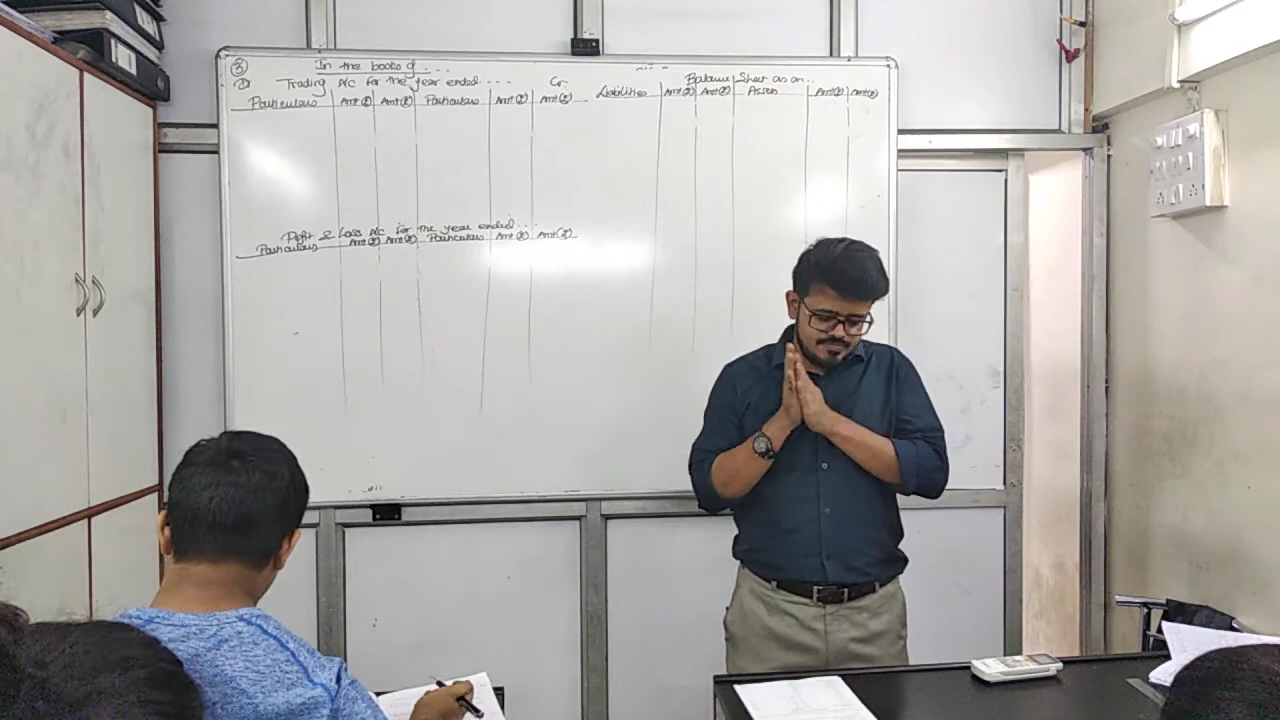 ③ In the books of ...
① Trading A/C for the year ended .... Cr
Particulars Amt(₹) Amt(₹) Particulars Amt(₹) Amt(₹)
Profit & Loss A/C for the year ended ...
Particulars Amt(₹) Amt(₹) Particulars Amt(₹) Amt(₹)
Balance Sheet as on ..
Liabilities Amt(₹) Amt(₹) Assets Amt(₹) Amt(₹)